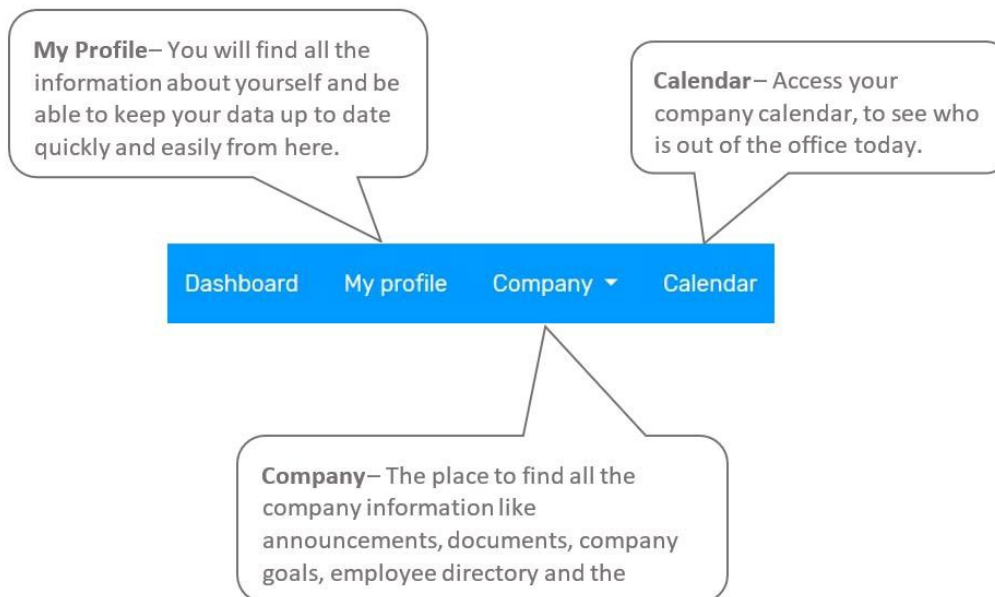 My Profile– You will find all the
information about yourself and be
able to keep your data up to date
quickly and easily from here.
Calendar– Access your
company calendar, to see who
is out of the office today.
Dashboard My profile Company Calendar
Company– The place to find all the
company information like
announcements, documents, company
goals, employee directory and the